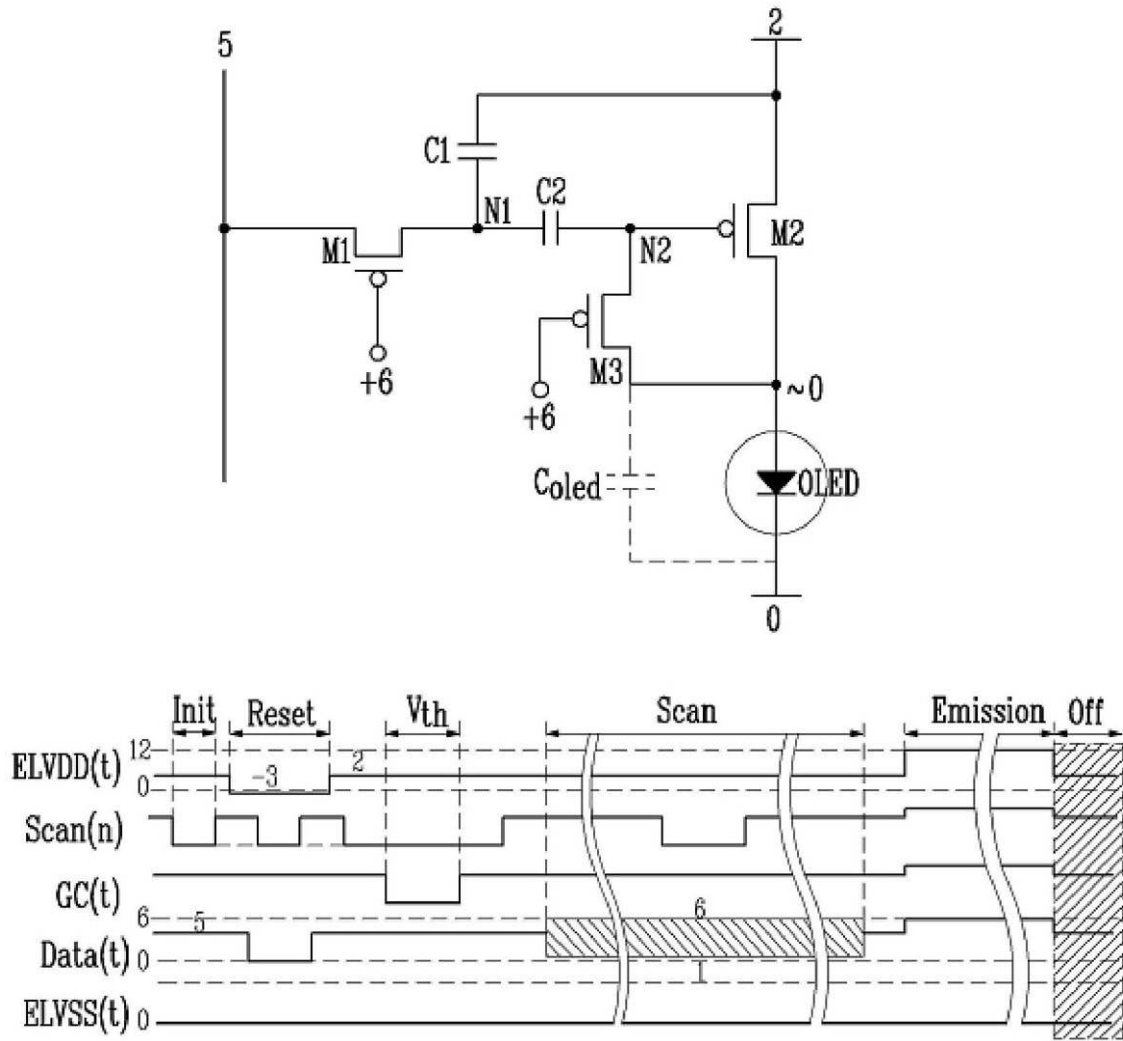 5
2
C1
C2
N1
M1
N2
M2
+6
M3
+6
~0
Coled
OLED
0
Init Reset Vth Scan Emission Off
12
ELVDD(t) 0 -3 2
Scan(n)
GC(t)
6 5 6
Data(t) 0 1
ELVSS(t) 0